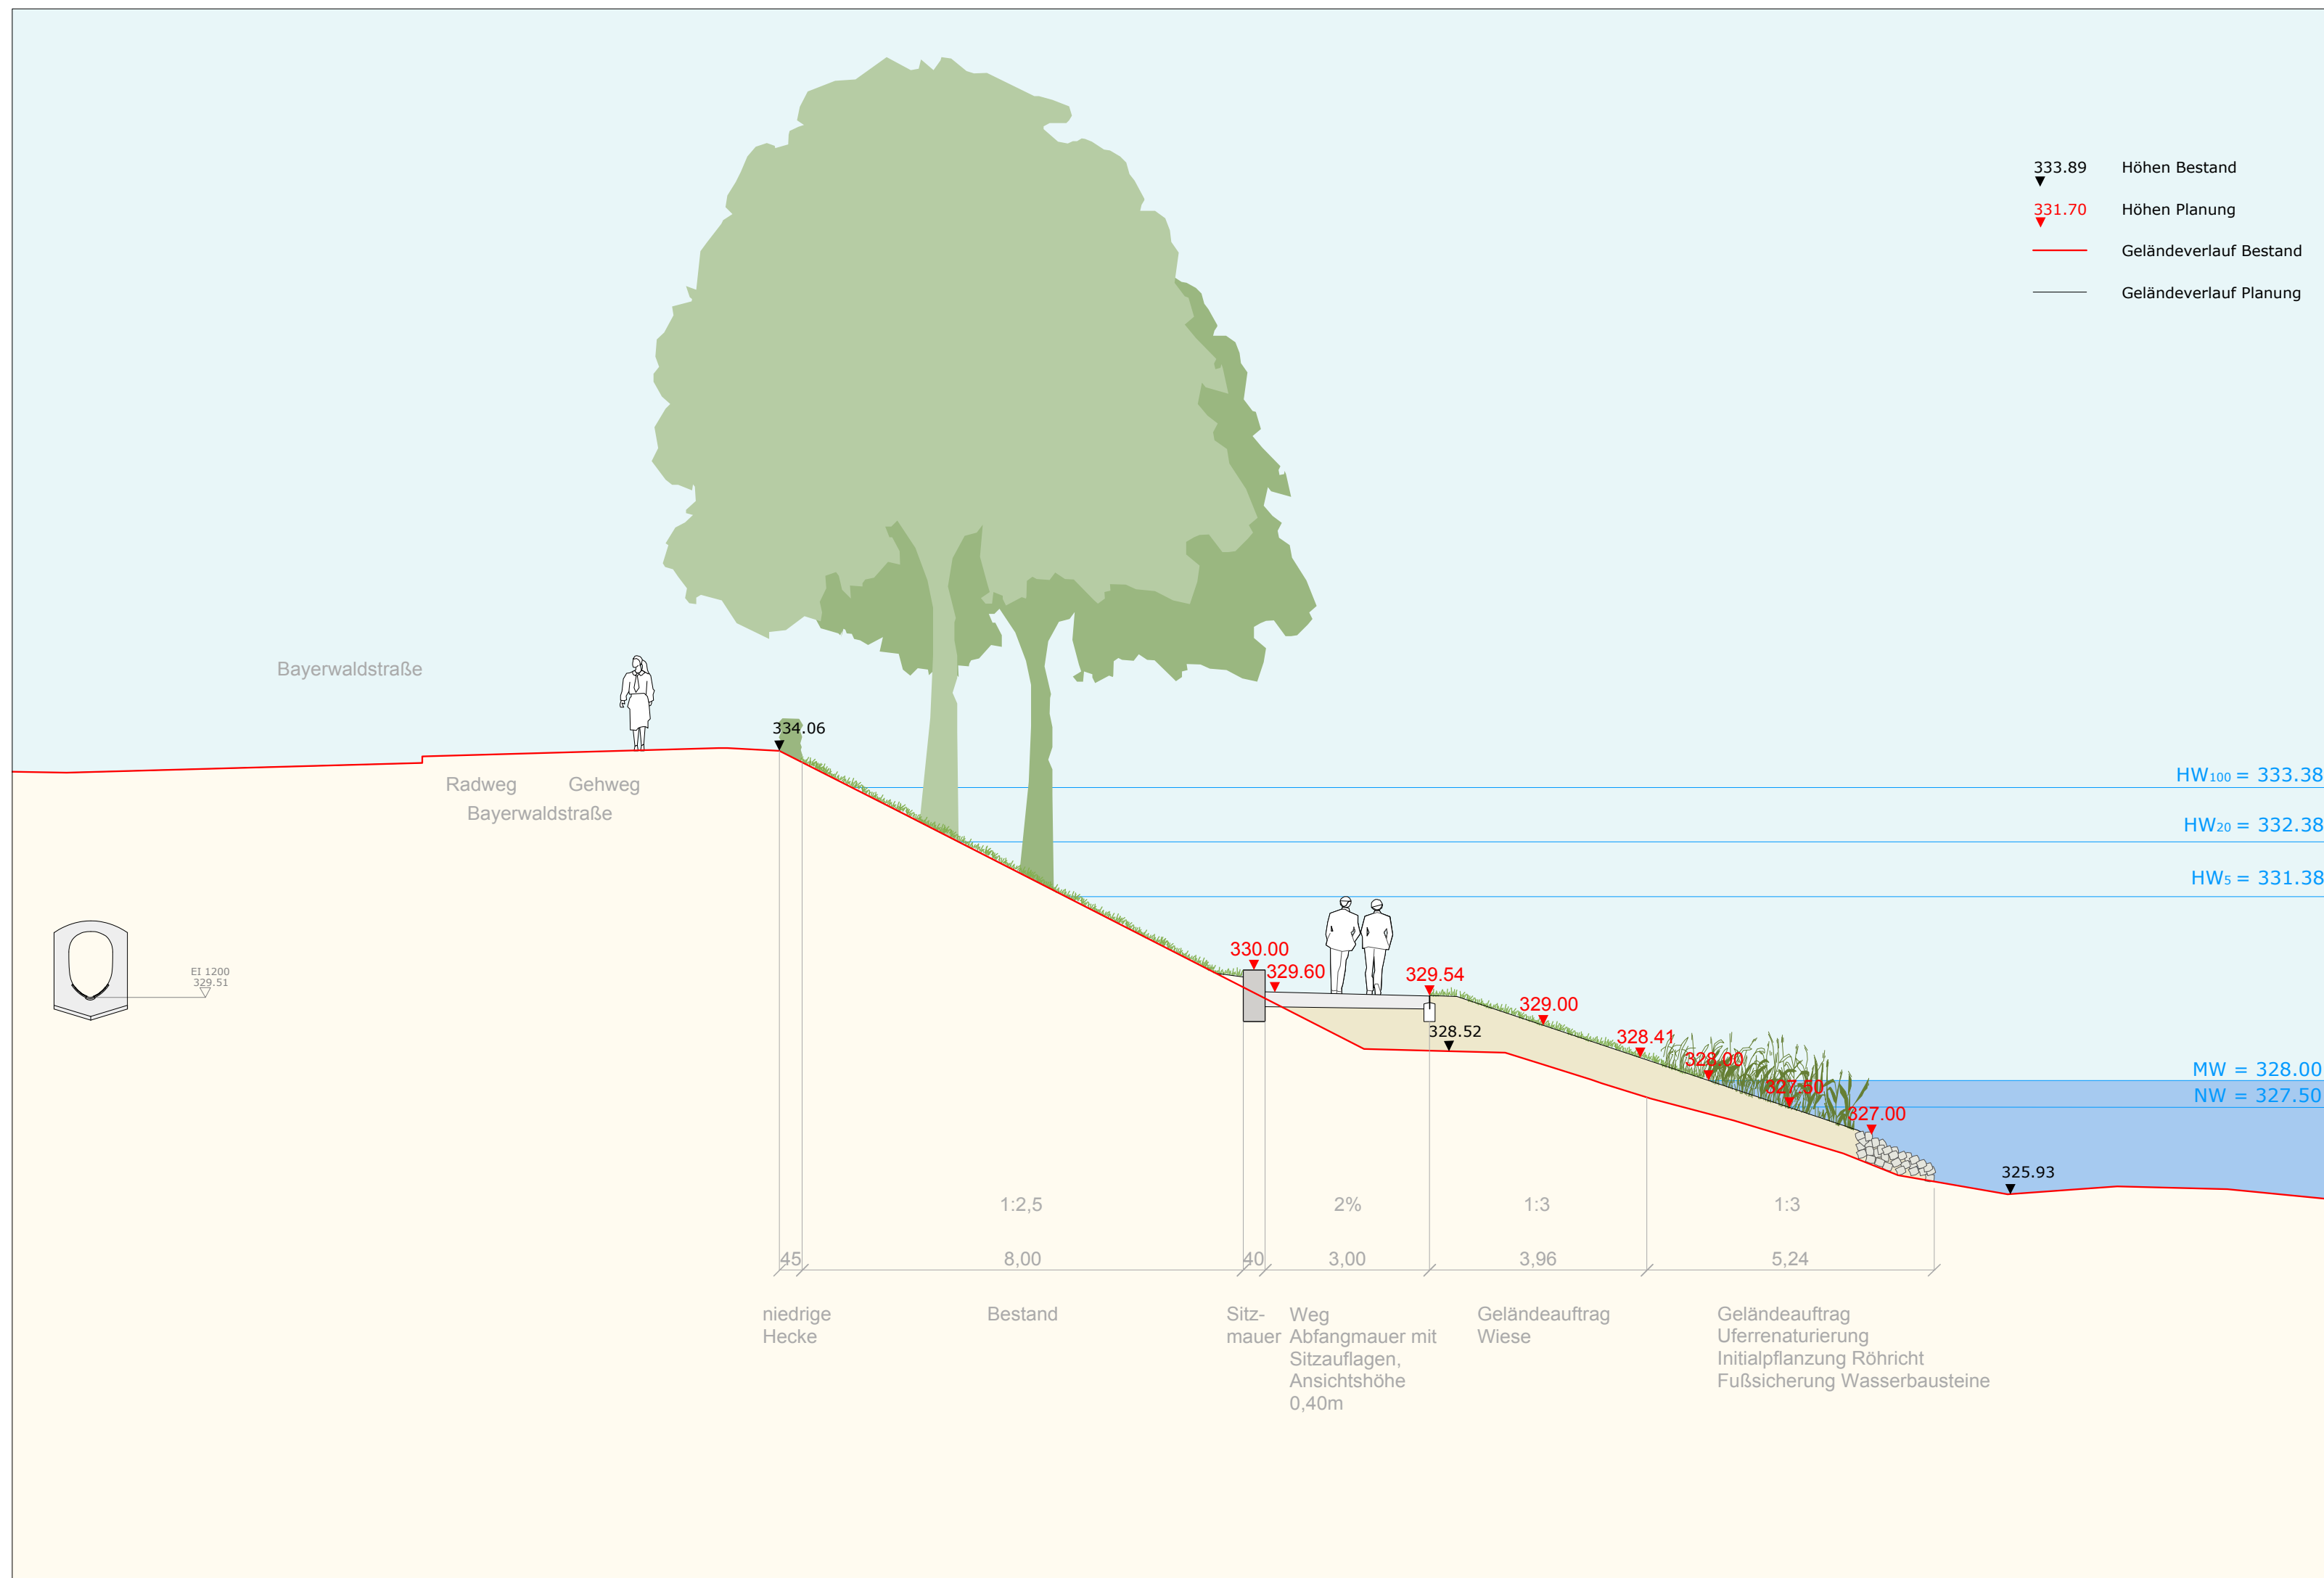 333.89 Höhen Bestand
331.70 Höhen Planung
Geländeverlauf Bestand
Geländeverlauf Planung
Bayerwaldstraße
334.06
Radweg Gehweg
Bayerwaldstraße
HW100 = 333.38
HW20 = 332.38
HW5 = 331.38
EI 1200
329.51
330.00
329.60
329.54
329.00
328.52
328.41
328.00
327.50
327.00
MW = 328.00
NW = 327.50
325.93
1:2,5 2% 1:3 1:3
45 8,00 40 3,00 3,96 5,24
niedrige
Hecke
Bestand
Sitz-
mauer
Weg
Abfangmauer mit
Sitzauflagen,
Ansichtshöhe
0,40m
Geländeauftrag
Wiese
Geländeauftrag
Uferrenaturierung
Initialpflanzung Röhricht
Fußsicherung Wasserbausteine